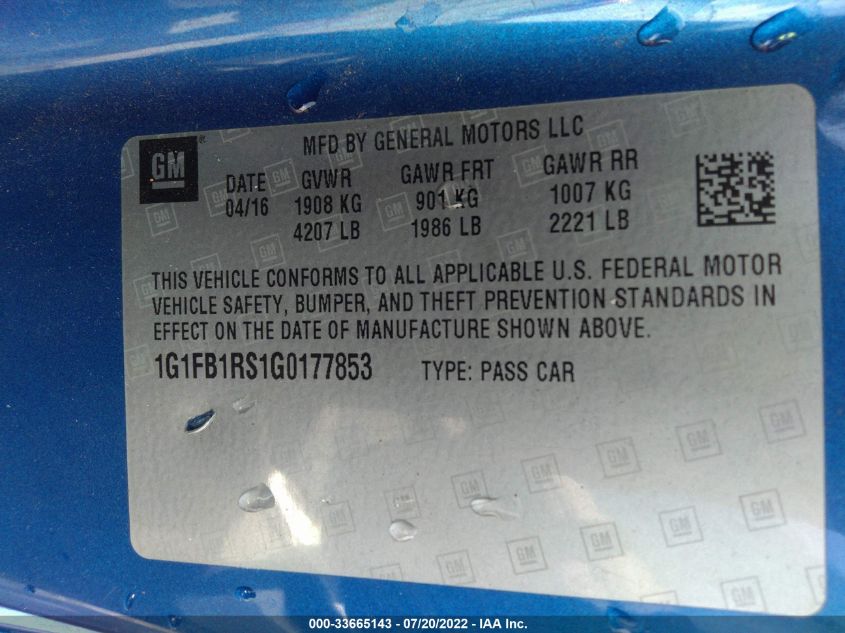 MFD BY GENERAL MOTORS LLC
GM
DATE GVWR GAWR FRT GAWR RR
04/16 1908 KG 901 KG 1007 KG
4207 LB 1986 LB 2221 LB
THIS VEHICLE CONFORMS TO ALL APPLICABLE U.S. FEDERAL MOTOR
VEHICLE SAFETY, BUMPER, AND THEFT PREVENTION STANDARDS IN
EFFECT ON THE DATE OF MANUFACTURE SHOWN ABOVE.
1G1FB1RS1G0177853 TYPE: PASS CAR
000-33665143 - 07/20/2022 - IAA Inc.